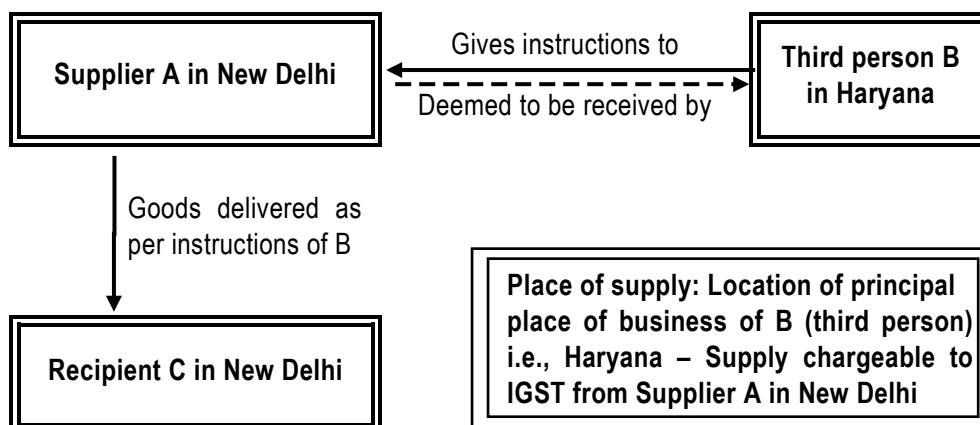 Supplier A in New Delhi
Gives instructions to
Deemed to be received by
Third person B
in Haryana
Goods delivered as
per instructions of B
Recipient C in New Delhi
Place of supply: Location of principal
place of business of B (third person)
i.e., Haryana – Supply chargeable to
IGST from Supplier A in New Delhi